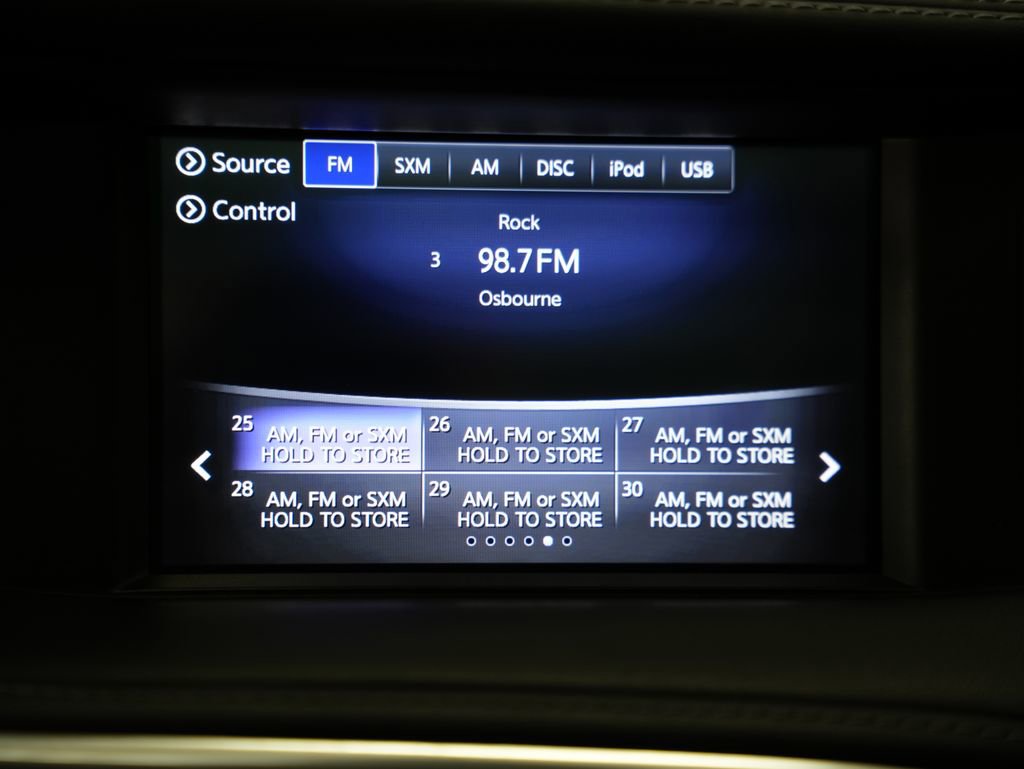 Source FM SXM AM DISC iPod USB
Control
Rock
3 98.7FM
Osbourne
25 AM, FM or SXM HOLD TO STORE
26 AM, FM or SXM HOLD TO STORE
27 AM, FM or SXM HOLD TO STORE
28 AM, FM or SXM HOLD TO STORE
29 AM, FM or SXM HOLD TO STORE
30 AM, FM or SXM HOLD TO STORE